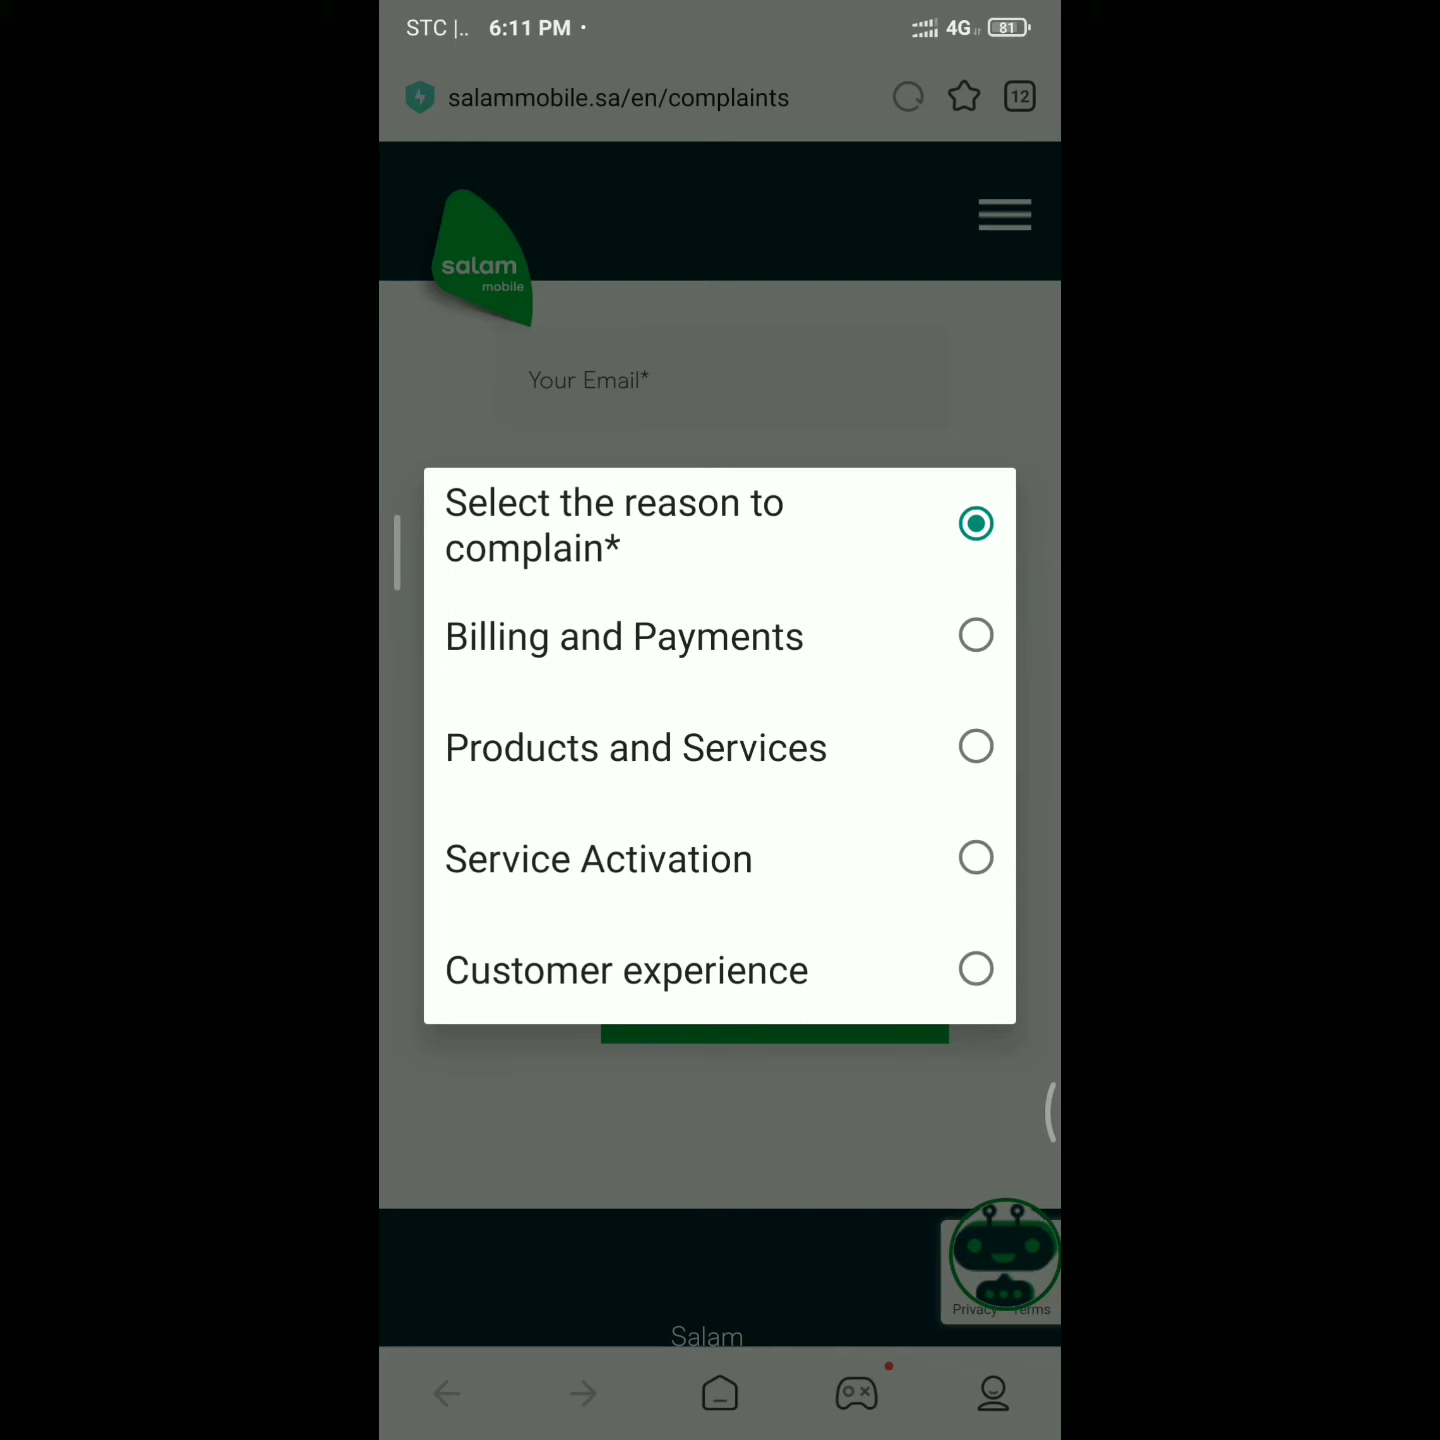 STC |.. 6:11 PM · 4G 81
salammobile.sa/en/complaints 12
salam
mobile
Your Email*
Select the reason to
complain*
Billing and Payments
Products and Services
Service Activation
Customer experience
Privacy Terms
Salam